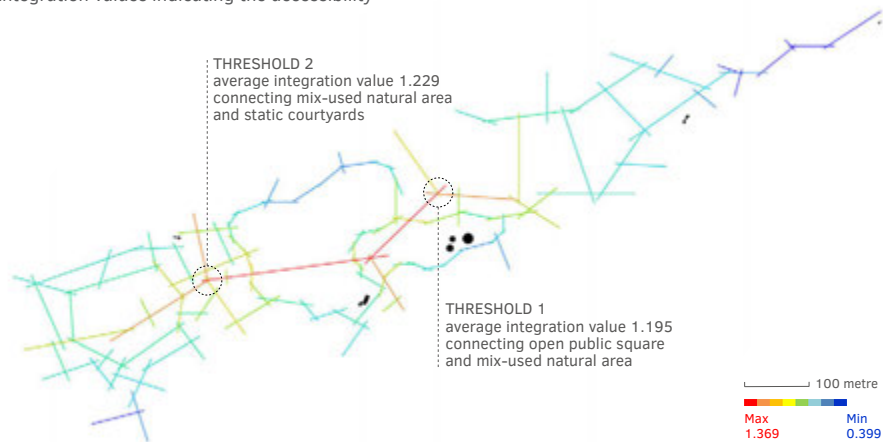 integration values indicating the accessibility
THRESHOLD 2
average integration value 1.229
connecting mix-used natural area
and static courtyards
THRESHOLD 1
average integration value 1.195
connecting open public square
and mix-used natural area
100 metre
Max
1.369
Min
0.399